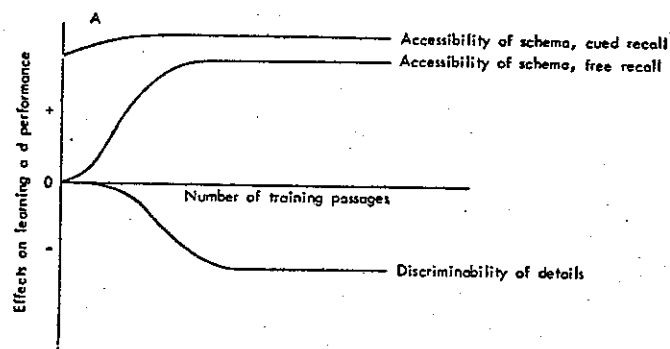 A
Accessibility of schema, cued recall
Accessibility of schema, free recall
+
0
Number of training passages
-
Discriminability of details
Effects on learning a d performance